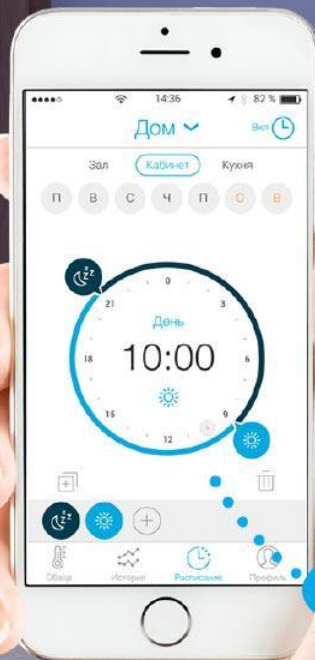 14:36 82 %
Дом Вкл
Зал Кабинет Кухня
П В С Ч П С В
0
21 3
День
18 10:00 6
15 9
12
zzz
Обзор История Расписание Профиль